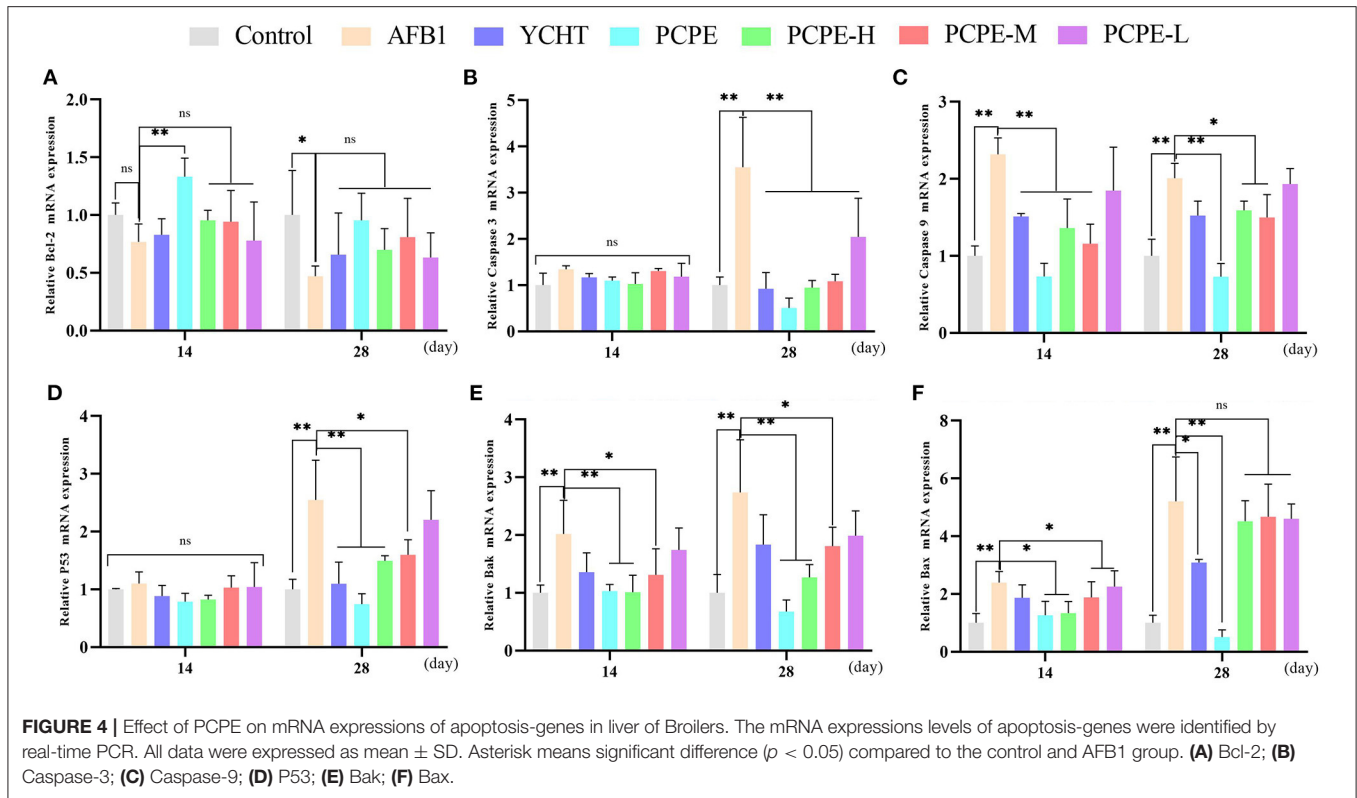 Control AFB1 YCHT PCPE PCPE-H PCPE-M PCPE-L
A
Relative Bcl-2 mRNA expression
2.0
1.5
1.0
0.5
0.0
ns
**
ns
*
ns
14 28 (day)
B
Relative Caspase 3 mRNA expression
5
4
3
2
1
0
ns
** **
14 28 (day)
C
Relative Caspase 9 mRNA expression
3
2
1
0
** **
*
** **
14 28 (day)
D
Relative P53 mRNA expression
4
3
2
1
0
ns
*
** **
14 28 (day)
E
Relative Bak mRNA expression
4
3
2
1
0
*
** **
*
** **
14 28 (day)
F
Relative Bax mRNA expression
8
6
4
2
0
*
** *
ns
** **
*
14 28 (day)
FIGURE 4 | Effect of PCPE on mRNA expressions of apoptosis-genes in liver of Broilers. The mRNA expressions levels of apoptosis-genes were identified by
real-time PCR. All data were expressed as mean ± SD. Asterisk means significant difference (p < 0.05) compared to the control and AFB1 group. (A) Bcl-2; (B)
Caspase-3; (C) Caspase-9; (D) P53; (E) Bak; (F) Bax.